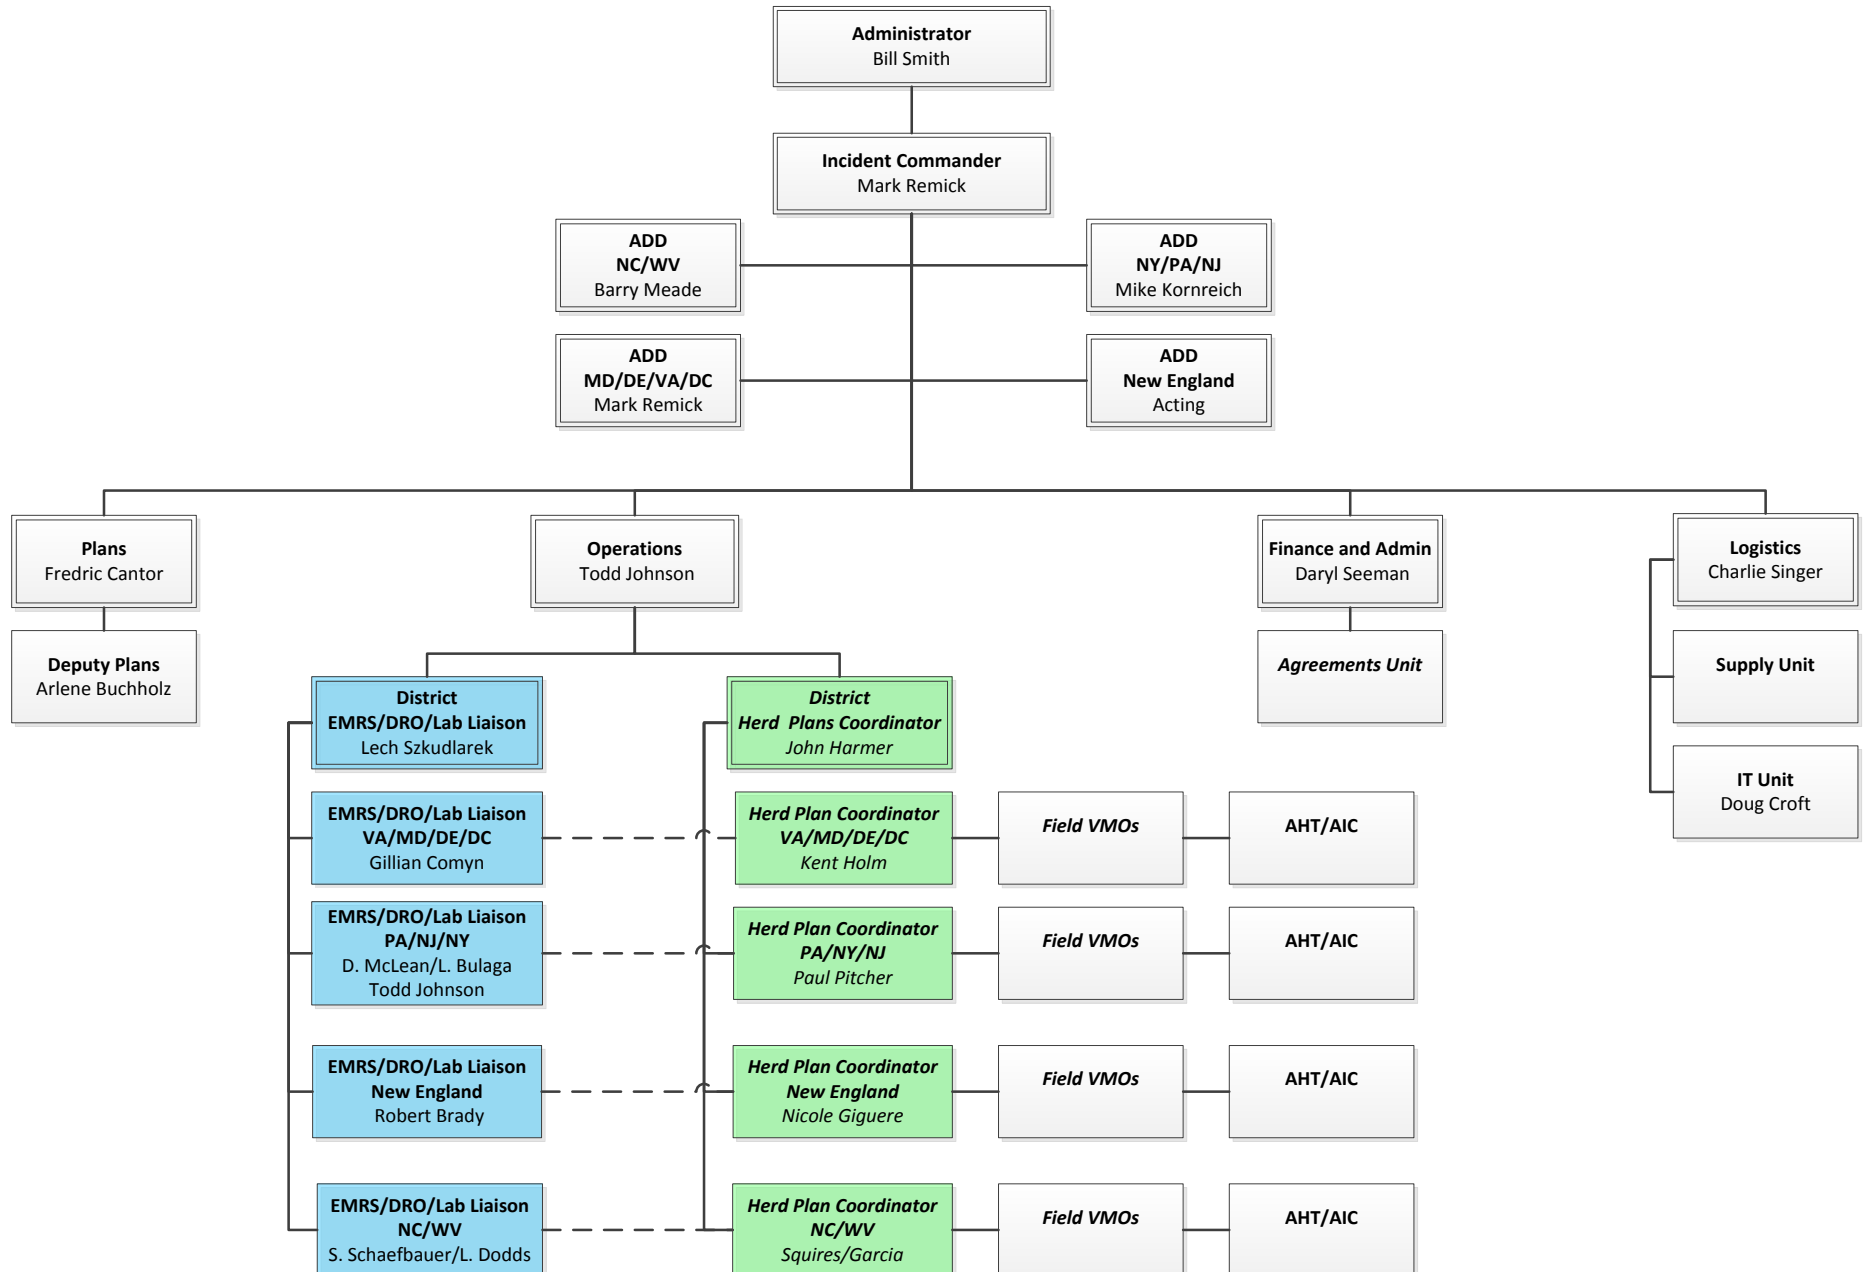 Administrator
Bill Smith
Incident Commander
Mark Remick
ADD
NC/WV
Barry Meade
ADD
NY/PA/NJ
Mike Kornreich
ADD
MD/DE/VA/DC
Mark Remick
ADD
New England
Acting
Plans
Fredric Cantor
Operations
Todd Johnson
Finance and Admin
Daryl Seeman
Logistics
Charlie Singer
Deputy Plans
Arlene Buchholz
Agreements Unit
Supply Unit
District
EMRS/DRO/Lab Liaison
Lech Szkudlarek
District
Herd Plans Coordinator
John Harmer
IT Unit
Doug Croft
EMRS/DRO/Lab Liaison
VA/MD/DE/DC
Gillian Comyn
Herd Plan Coordinator
VA/MD/DE/DC
Kent Holm
Field VMOs
AHT/AIC
EMRS/DRO/Lab Liaison
PA/NJ/NY
D. McLean/L. Bulaga
Todd Johnson
Herd Plan Coordinator
PA/NY/NJ
Paul Pitcher
Field VMOs
AHT/AIC
EMRS/DRO/Lab Liaison
New England
Robert Brady
Herd Plan Coordinator
New England
Nicole Giguere
Field VMOs
AHT/AIC
EMRS/DRO/Lab Liaison
NC/WV
S. Schaefbauer/L. Dodds
Herd Plan Coordinator
NC/WV
Squires/Garcia
Field VMOs
AHT/AIC